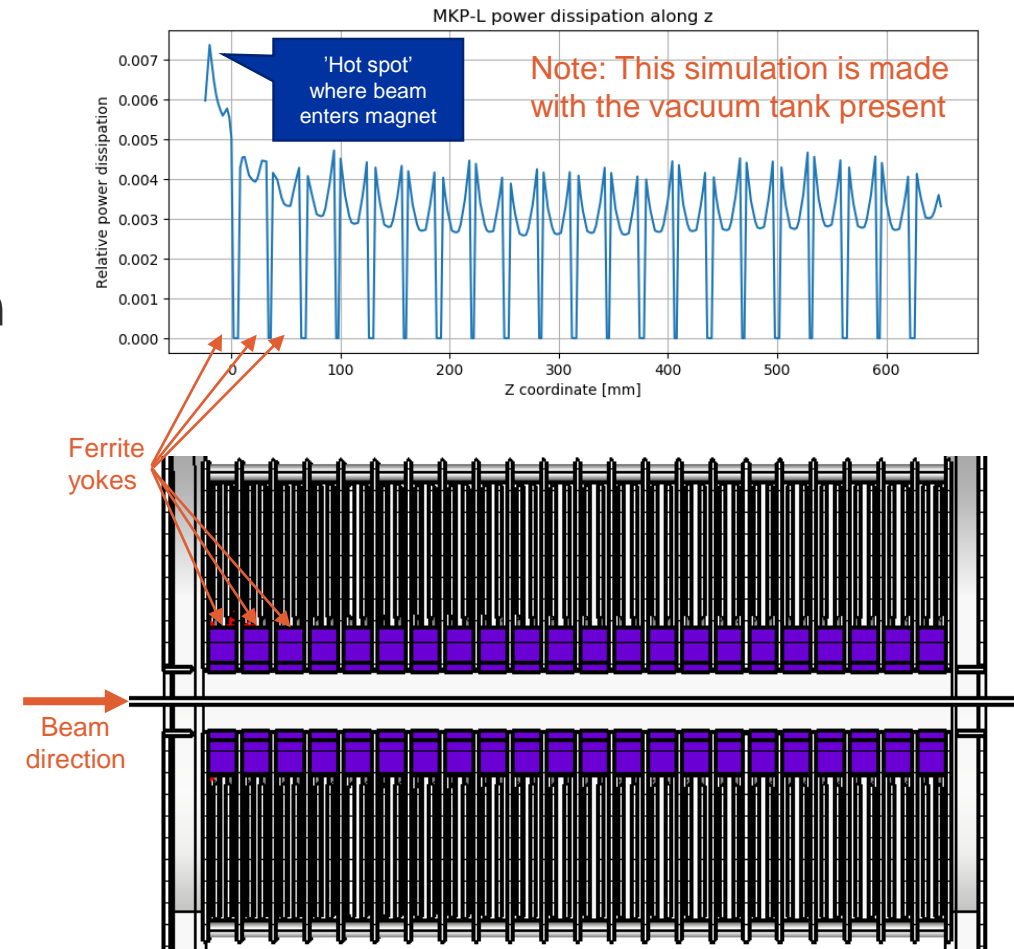 MKP-L power dissipation along z
'Hot spot'
where beam
enters magnet
Note: This simulation is made
with the vacuum tank present
Relative power dissipation
0.007
0.006
0.005
0.004
0.003
0.002
0.001
0.000
0 100 200 300 400 500 600
Z coordinate [mm]
Ferrite
yokes
Beam
direction